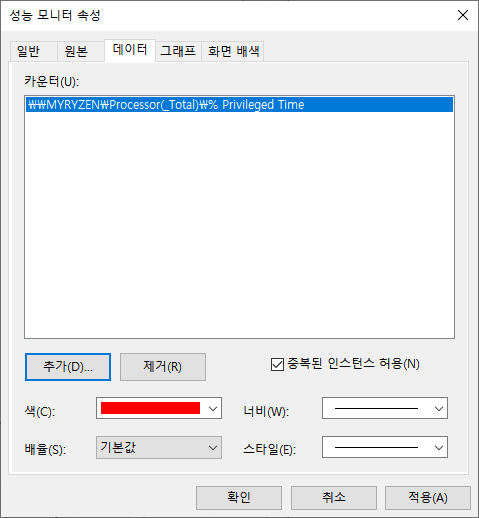 성능 모니터 속성
일반 원본 데이터 그래프 화면 배색
카운터(U):
₩₩MYRYZEN₩Processor(_Total)₩% Privileged Time
추가(D)... 제거(R) 중복된 인스턴스 허용(N)
색(C): 너비(W):
배율(S): 기본값 스타일(E):
확인 취소 적용(A)